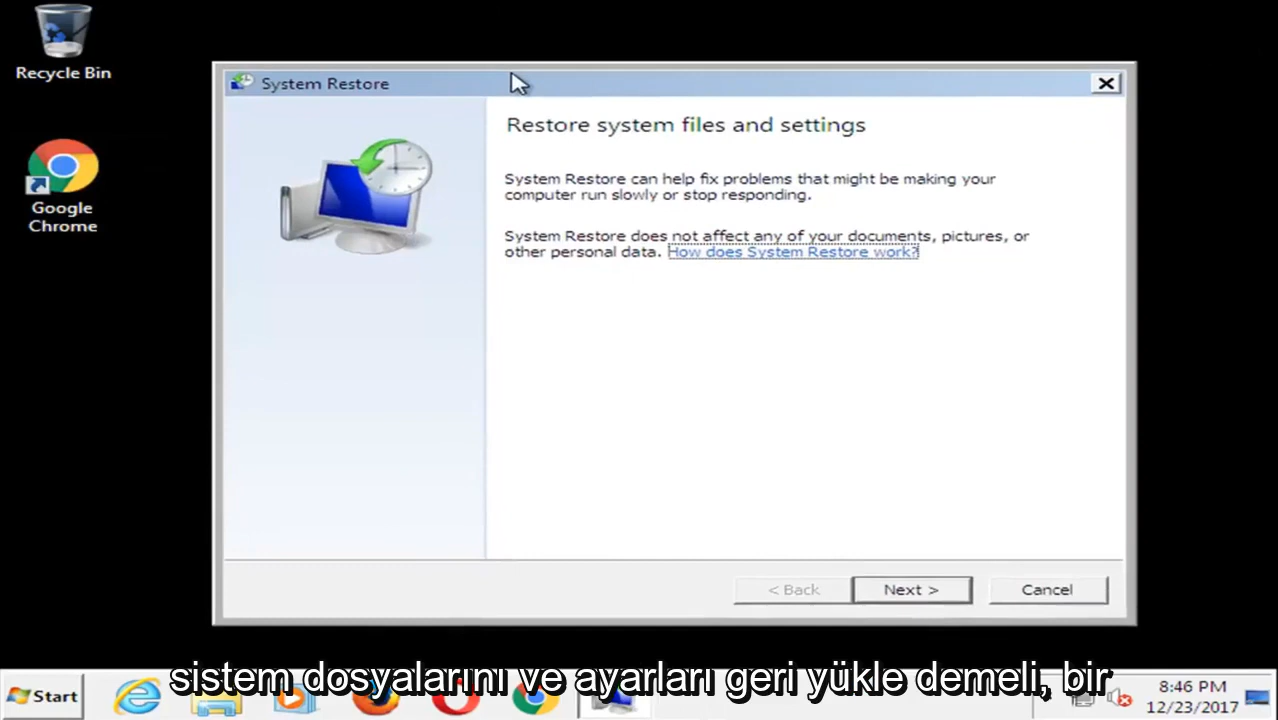 Recycle Bin
Google
Chrome
System Restore
Restore system files and settings
System Restore can help fix problems that might be making your
computer run slowly or stop responding.
System Restore does not affect any of your documents, pictures, or
other personal data. How does System Restore work?
< Back
Next >
Cancel
sistem dosyalarını ve ayarları geri yükle demeli, bir
Start
8:46 PM
12/23/2017